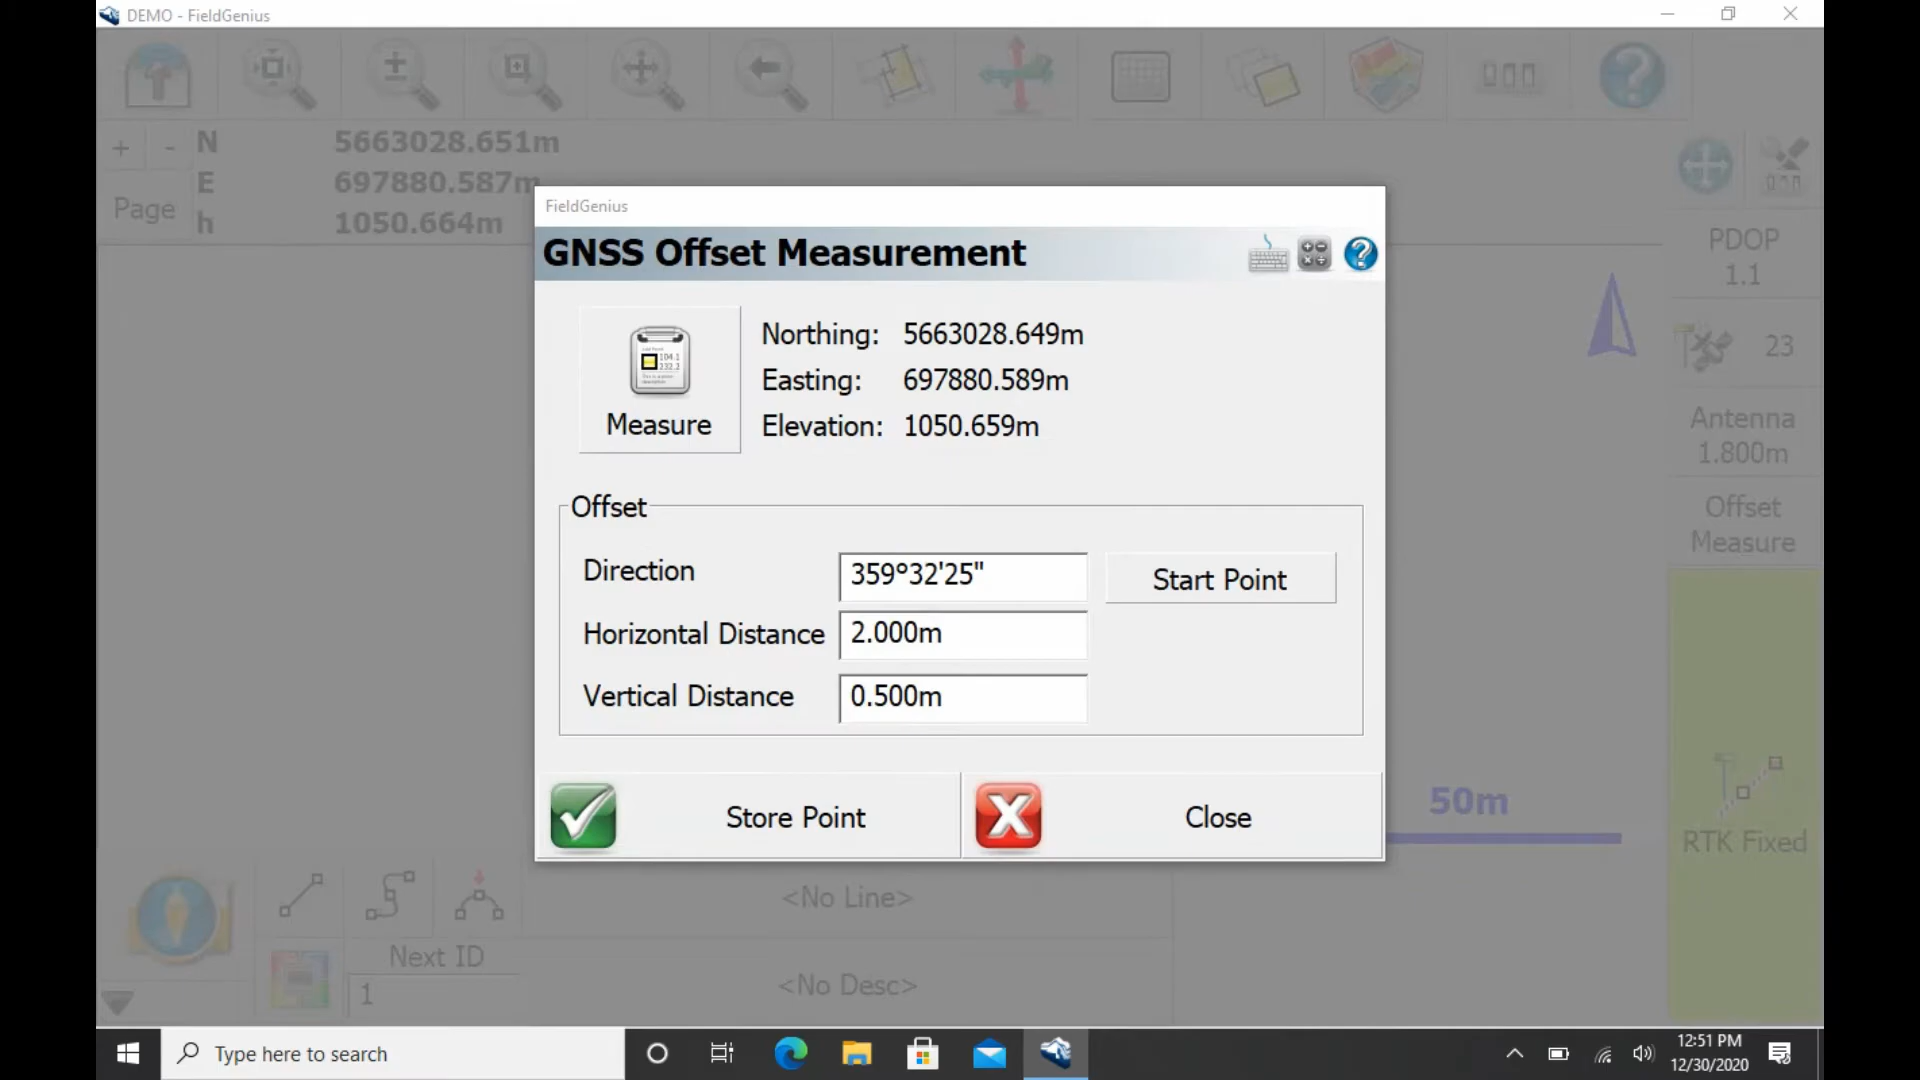 DEMO - FieldGenius
+ - N 5663028.651m
E 697880.587m
Page
h 1050.664m
PDOP
1.1
23
Antenna
1.800m
Offset
Measure
50m
RTK Fixed
FieldGenius
GNSS Offset Measurement
Measure
Northing: 5663028.649m
Easting: 697880.589m
Elevation: 1050.659m
Offset
Direction 359°32'25" Start Point
Horizontal Distance 2.000m
Vertical Distance 0.500m
Store Point Close
<No Line>
Next ID
1
<No Desc>
Type here to search
12:51 PM
12/30/2020